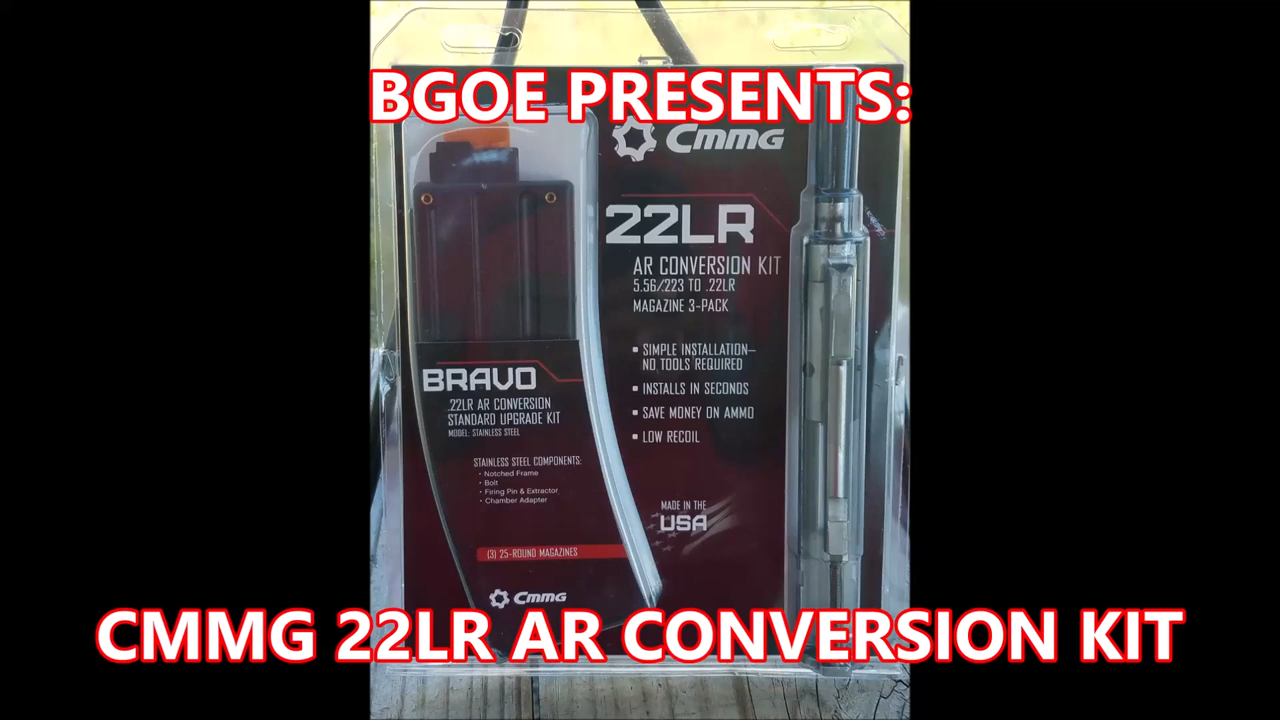 BGOE PRESENTS:
CMMG
22LR
AR CONVERSION KIT
5.56/.223 TO .22LR
MAGAZINE 3-PACK
▪ SIMPLE INSTALLATION—
NO TOOLS REQUIRED
▪ INSTALLS IN SECONDS
▪ SAVE MONEY ON AMMO
▪ LOW RECOIL
MADE IN THE
USA
BRAVO
.22LR AR CONVERSION
STANDARD UPGRADE KIT
MODEL: STAINLESS STEEL
STAINLESS STEEL COMPONENTS:
· Notched Frame
· Bolt
· Firing Pin & Extractor
· Chamber Adapter
(3) 25-ROUND MAGAZINES
CMMG
CMMG 22LR AR CONVERSION KIT